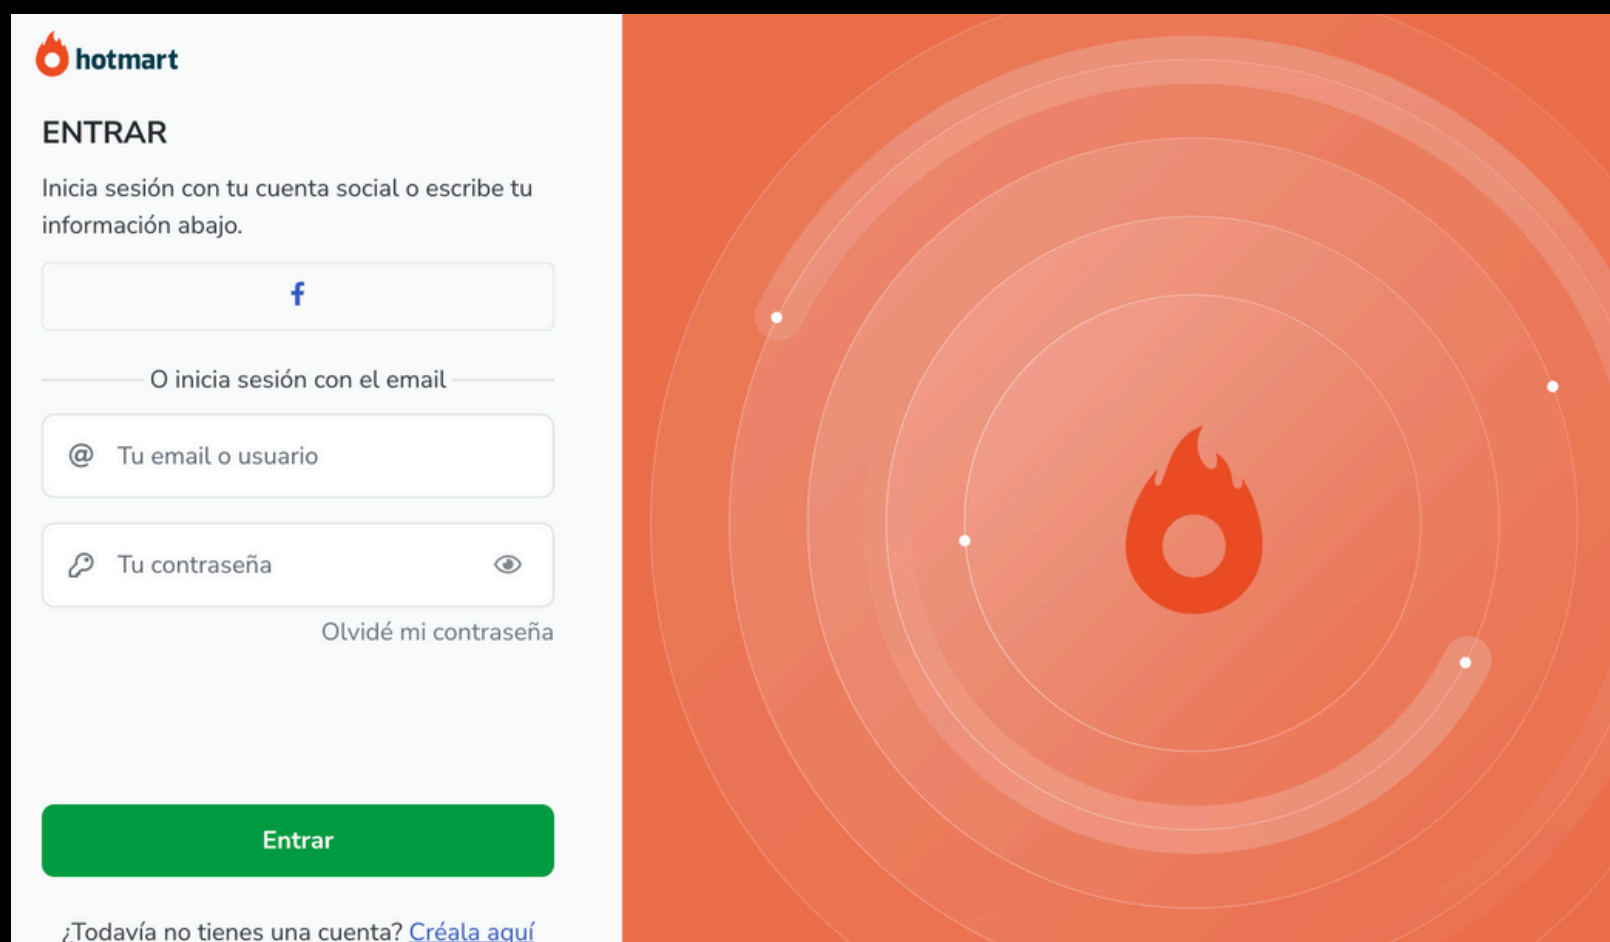 hotmart
ENTRAR
Inicia sesión con tu cuenta social o escribe tu
información abajo.
O inicia sesión con el email
@ Tu email o usuario
Tu contraseña
Olvidé mi contraseña
Entrar
¿Todavía no tienes una cuenta? Créala aquí